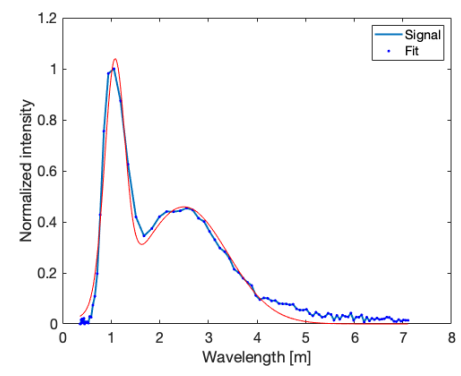 1.2
1
0.8
0.6
0.4
0.2
0
Normalized intensity
Signal
Fit
0 1 2 3 4 5 6 7 8
Wavelength [m]